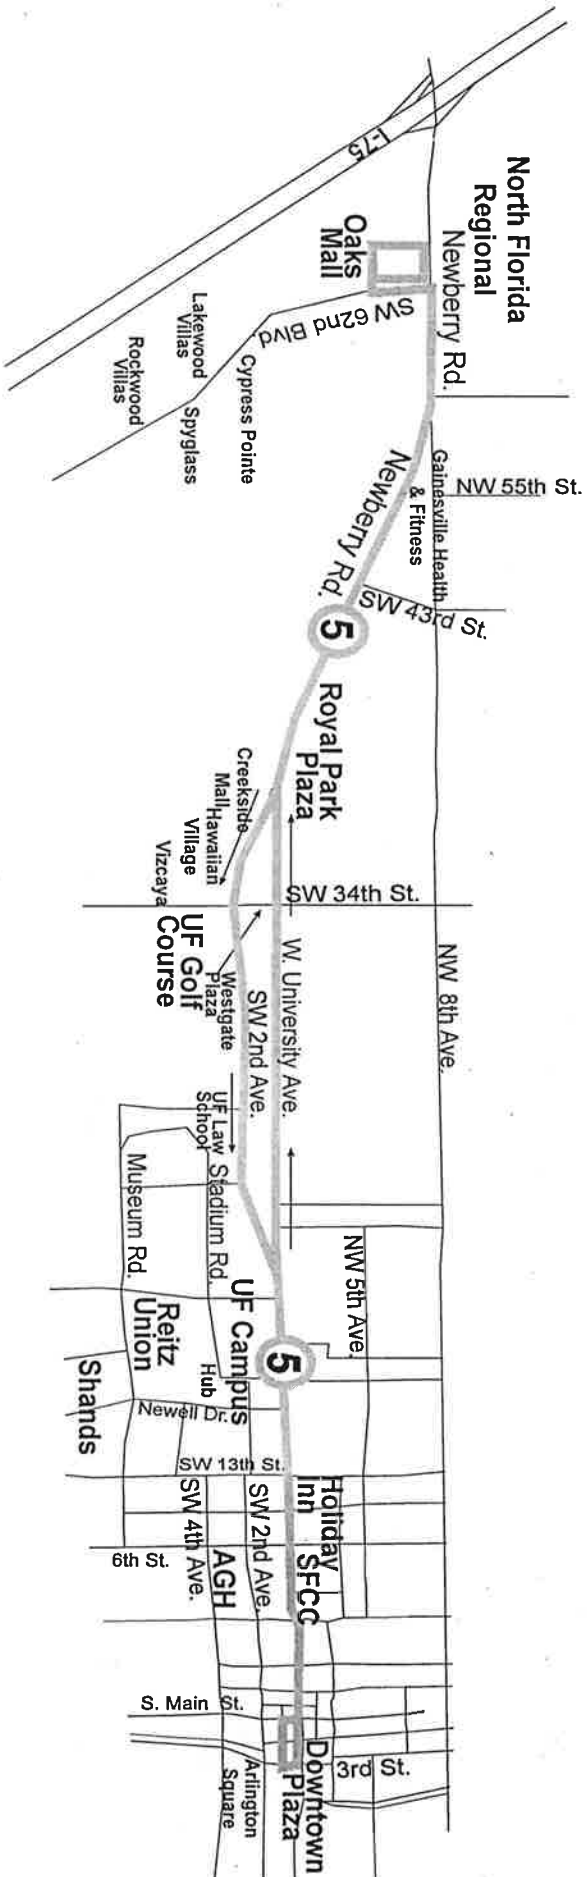 I-75
North Florida
Regional
Newberry Rd.
Oaks
Mall
SW 62nd Blvd.
Lakewood
Villas
Rockwood
Villas
Cypress Pointe
Spyglass
NW 55th St.
Gainesville Health
& Fitness
Newberry Rd.
SW 43rd St.
5
Royal Park
Plaza
Creekside
Mall
Hawaiian
Village
Vizcaya
SW 34th St.
UF Golf
Course
Westgate
Plaza
W. University Ave.
SW 2nd Ave.
NW 8th Ave.
UF Law
School
Stadium Rd.
Museum Rd.
NW 5th Ave.
UF Campus
Reitz
Union
5
Hub
Shands
Newell Dr.
SW 13th St.
Holiday
Inn
SFCC
SW 2nd Ave.
SW 4th Ave.
AGH
6th St.
S. Main St.
Downtown
Plaza
3rd St.
Arlington
Square